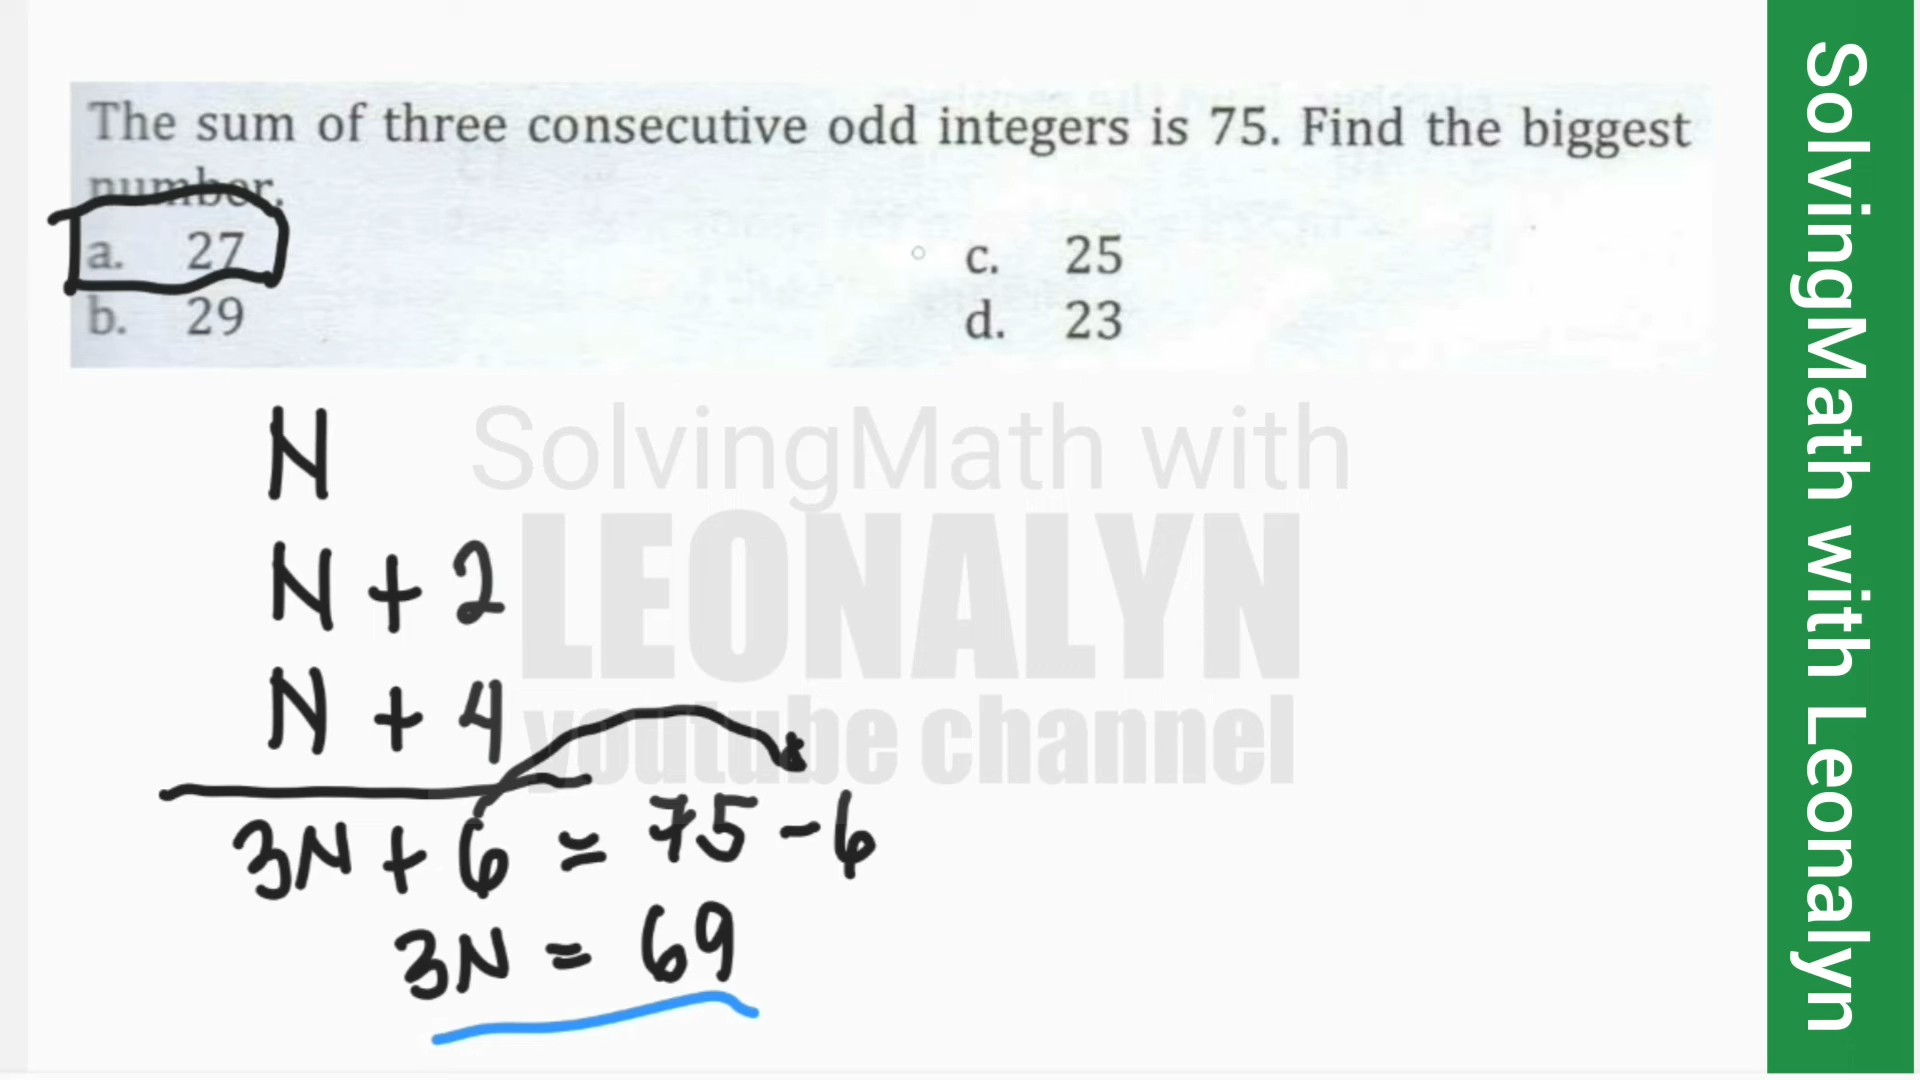 The sum of three consecutive odd integers is 75. Find the biggest
number.
a. 27
c. 25
b. 29
d. 23
N
N + 2
N + 4
3N + 6 = 75 - 6
3N = 69
SolvingMath with
LEONALYN
youtube channel
SolvingMath with Leonalyn